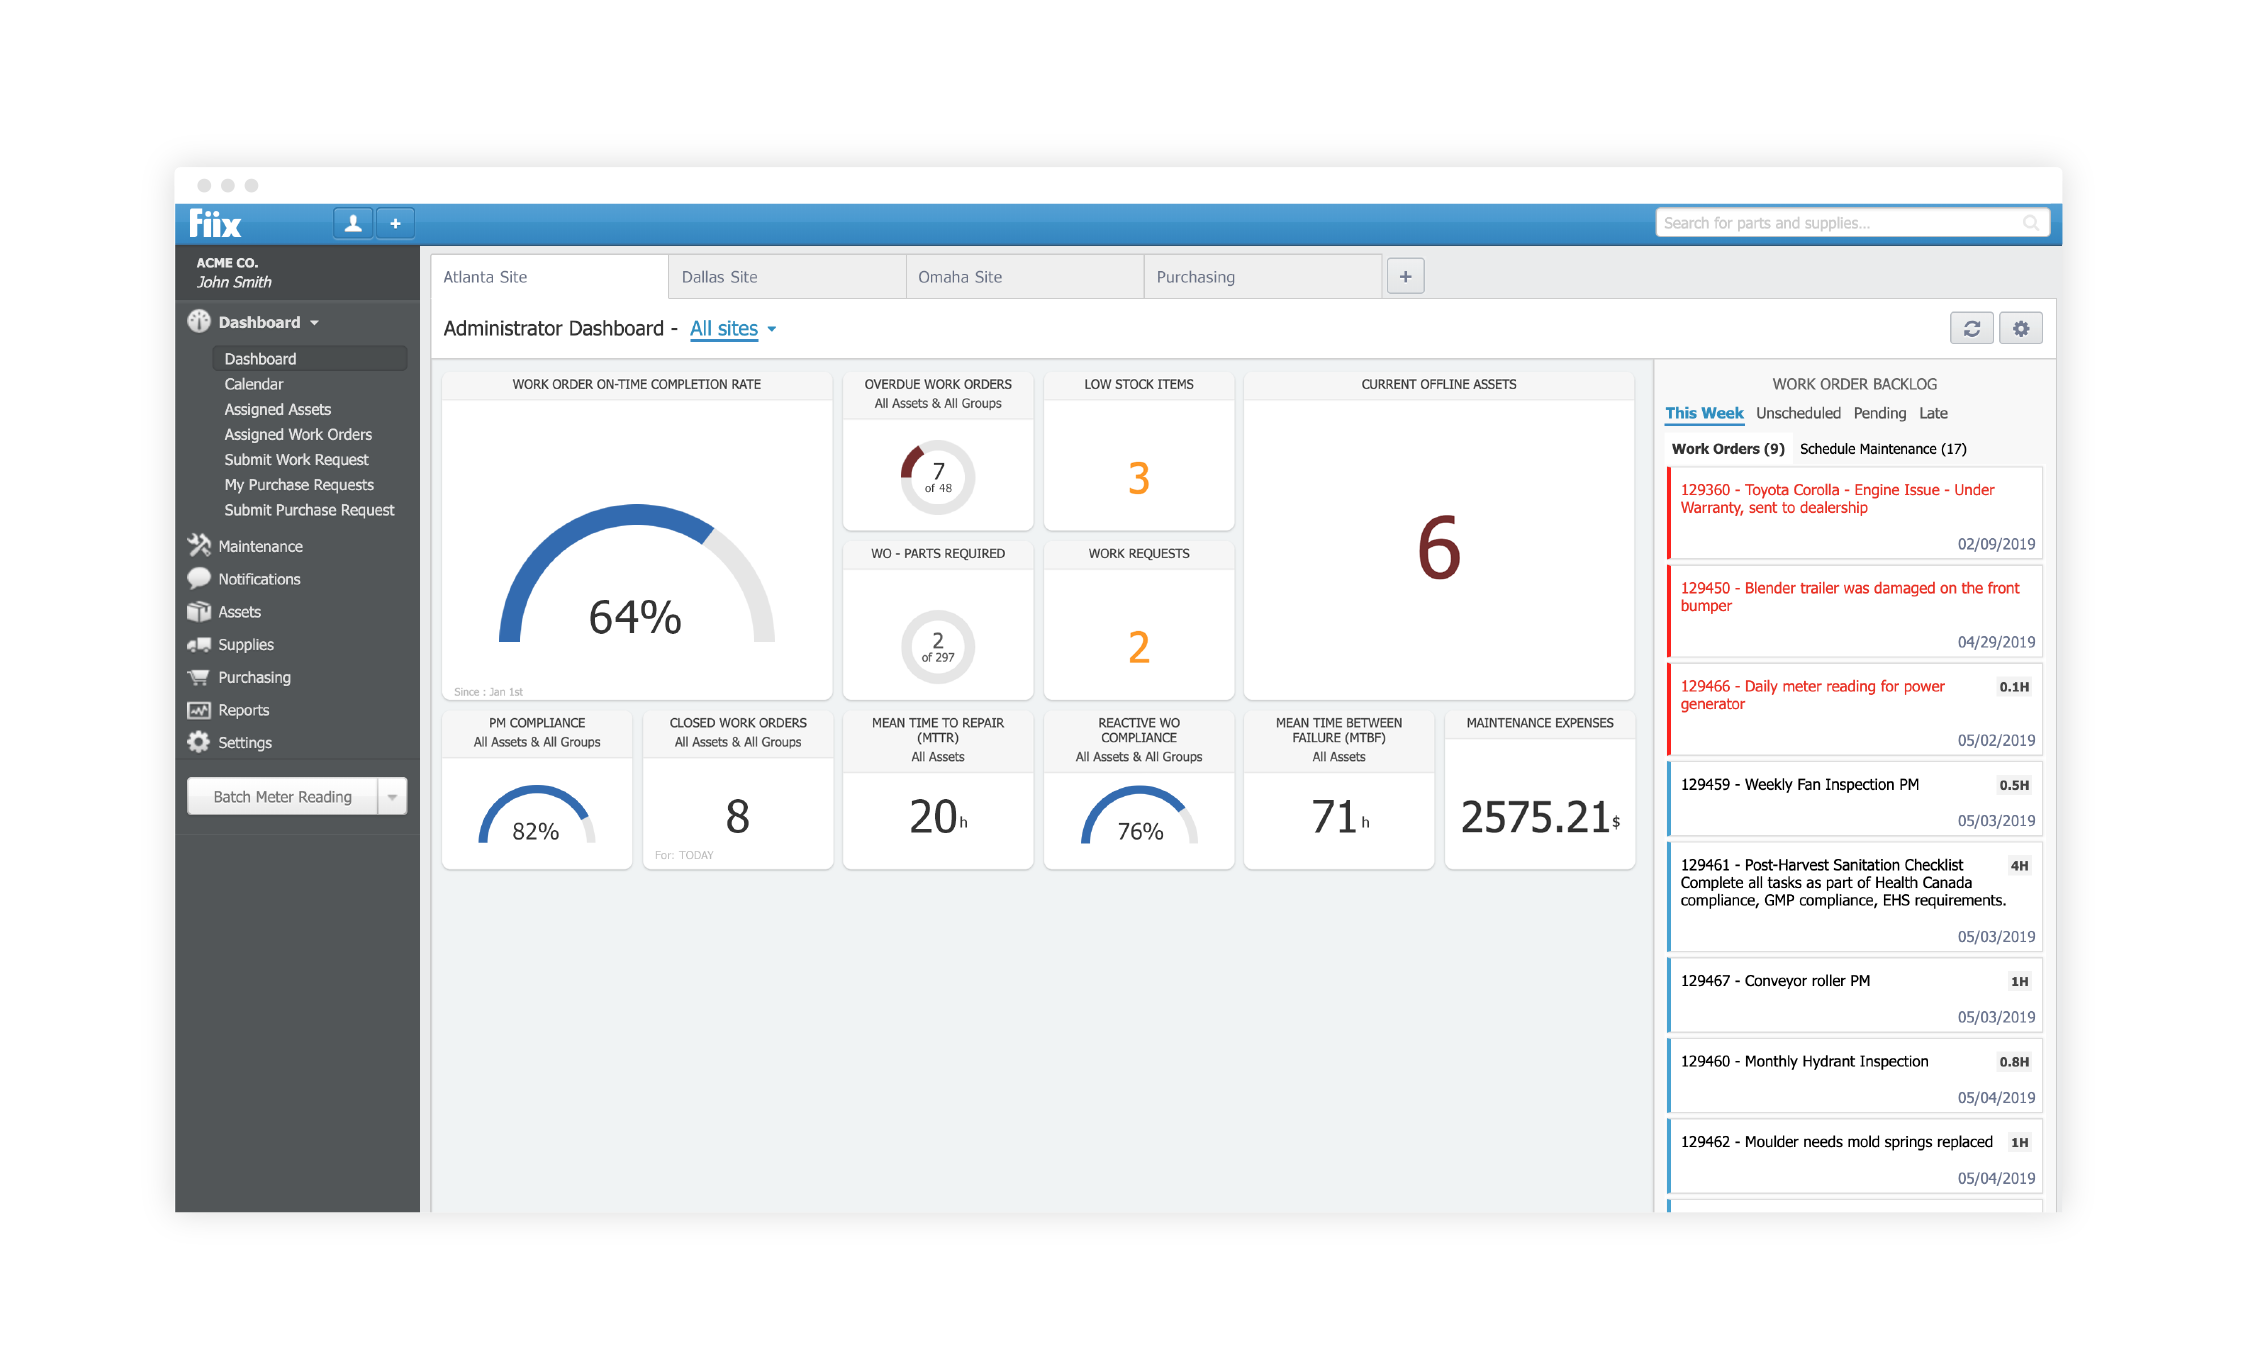 Fiix
+
Search for parts and supplies...
ACME CO.
John Smith
Dashboard
Dashboard
Calendar
Assigned Assets
Assigned Work Orders
Submit Work Request
My Purchase Requests
Submit Purchase Request
Maintenance
Notifications
Assets
Supplies
Purchasing
Reports
Settings
Batch Meter Reading
Atlanta Site
Dallas Site
Omaha Site
Purchasing
+
Administrator Dashboard - All sites
WORK ORDER ON-TIME COMPLETION RATE
64%
Since : Jan 1st
OVERDUE WORK ORDERS
All Assets & All Groups
7
of 48
LOW STOCK ITEMS
3
WO - PARTS REQUIRED
2
of 297
WORK REQUESTS
2
CURRENT OFFLINE ASSETS
6
PM COMPLIANCE
All Assets & All Groups
82%
CLOSED WORK ORDERS
All Assets & All Groups
8
For: TODAY
MEAN TIME TO REPAIR
(MTTR)
All Assets
20h
REACTIVE WO
COMPLIANCE
All Assets & All Groups
76%
MEAN TIME BETWEEN
FAILURE (MTBF)
All Assets
71h
MAINTENANCE EXPENSES
2575.21$
WORK ORDER BACKLOG
This Week Unscheduled Pending Late
Work Orders (9) Schedule Maintenance (17)
129360 - Toyota Corolla - Engine Issue - Under
Warranty, sent to dealership
02/09/2019
129450 - Blender trailer was damaged on the front
bumper
04/29/2019
129466 - Daily meter reading for power
generator
0.1H
05/02/2019
129459 - Weekly Fan Inspection PM
0.5H
05/03/2019
129461 - Post-Harvest Sanitation Checklist
4H
Complete all tasks as part of Health Canada
compliance, GMP compliance, EHS requirements.
05/03/2019
129467 - Conveyor roller PM
1H
05/03/2019
129460 - Monthly Hydrant Inspection
0.8H
05/04/2019
129462 - Moulder needs mold springs replaced
1H
05/04/2019